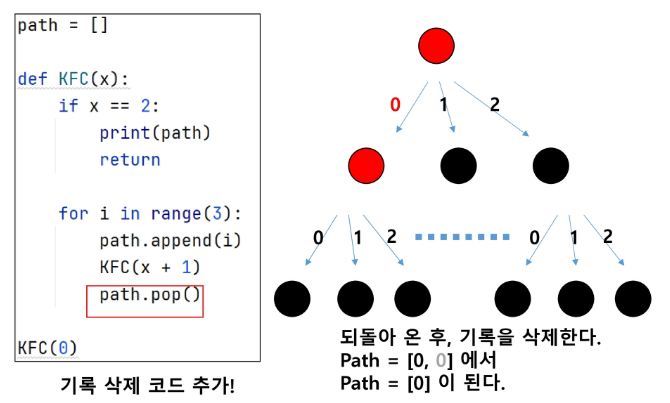 path = []
def KFC(x):
if x == 2:
print(path)
return
for i in range(3):
path.append(i)
KFC(x + 1)
path.pop()
KFC(0)
기록 삭제 코드 추가!
0 1 2
0 1 2 0 1 2
되돌아 온 후, 기록을 삭제한다.
Path = [0, 0] 에서
Path = [0] 이 된다.